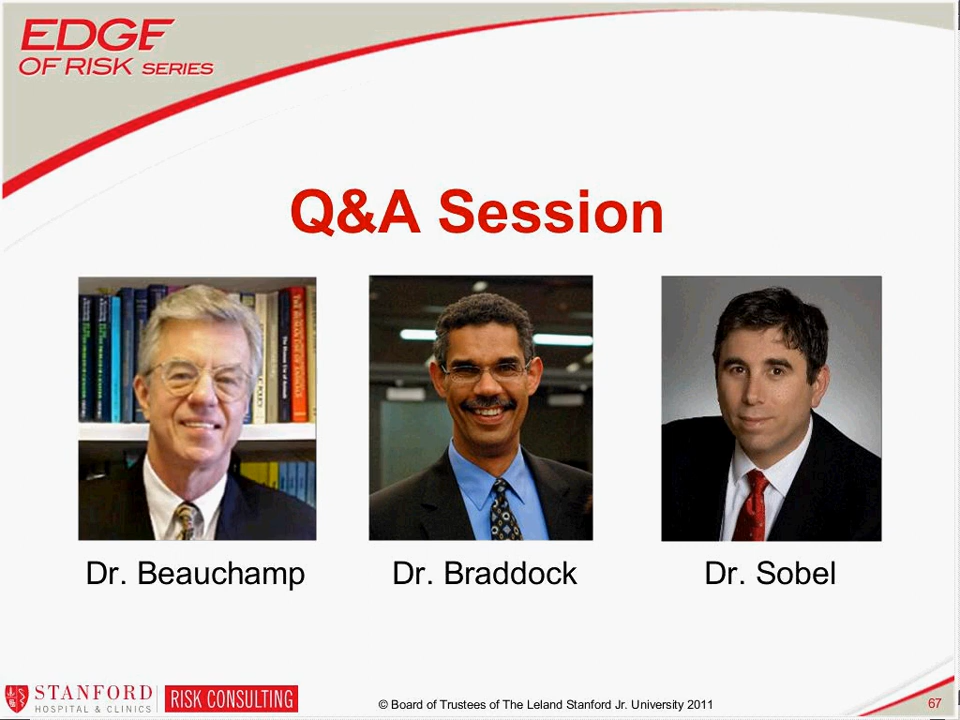 EDGE
OF RISK SERIES
Q&A Session
Dr. Beauchamp
Dr. Braddock
Dr. Sobel
STANFORD
HOSPITAL & CLINICS
RISK CONSULTING
© Board of Trustees of The Leland Stanford Jr. University 2011
67